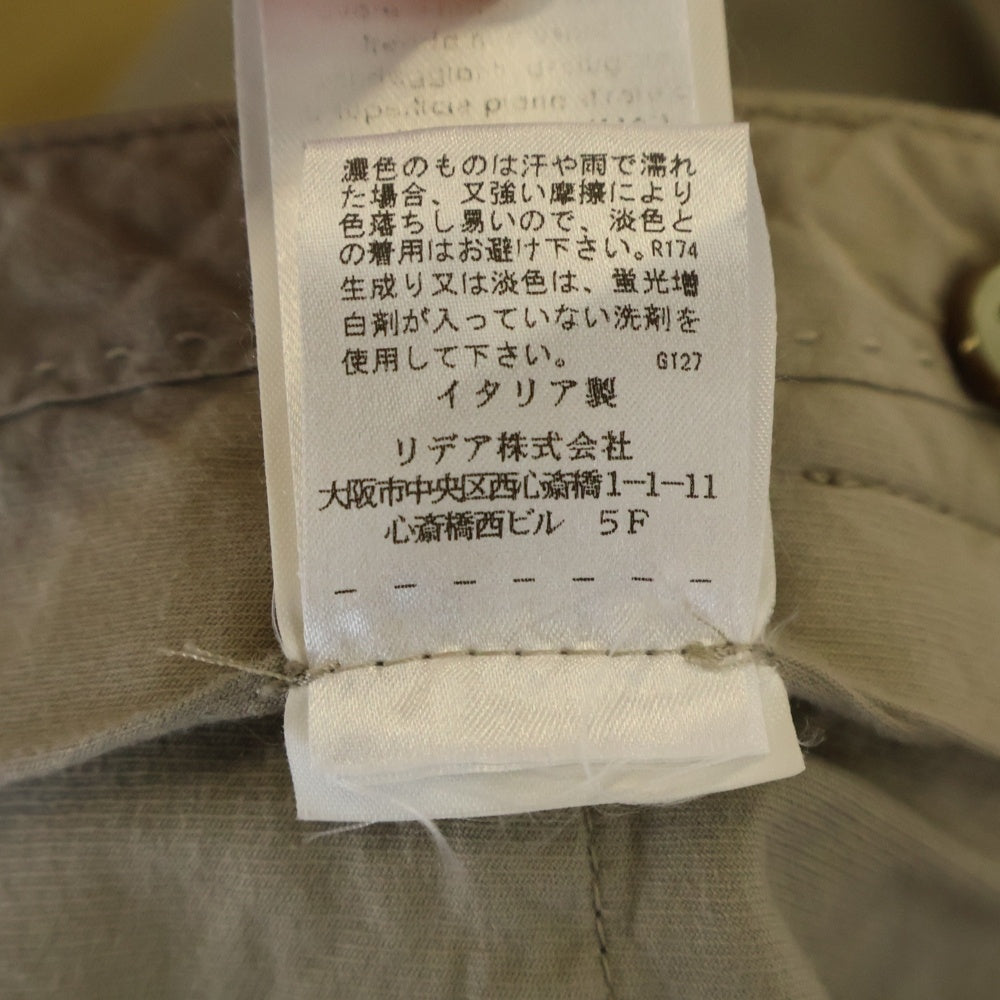 濃色のものは汗や雨で濡れ
た場合、又強い摩擦により
色落ちし易いので、淡色と
の着用はお避け下さい。R174
生成り又は淡色は、蛍光増
白剤が入っていない洗剤を
使用して下さい。 G127
イタリア製
リデア株式会社
大阪市中央区西心斎橋1-1-11
心斎橋西ビル 5F